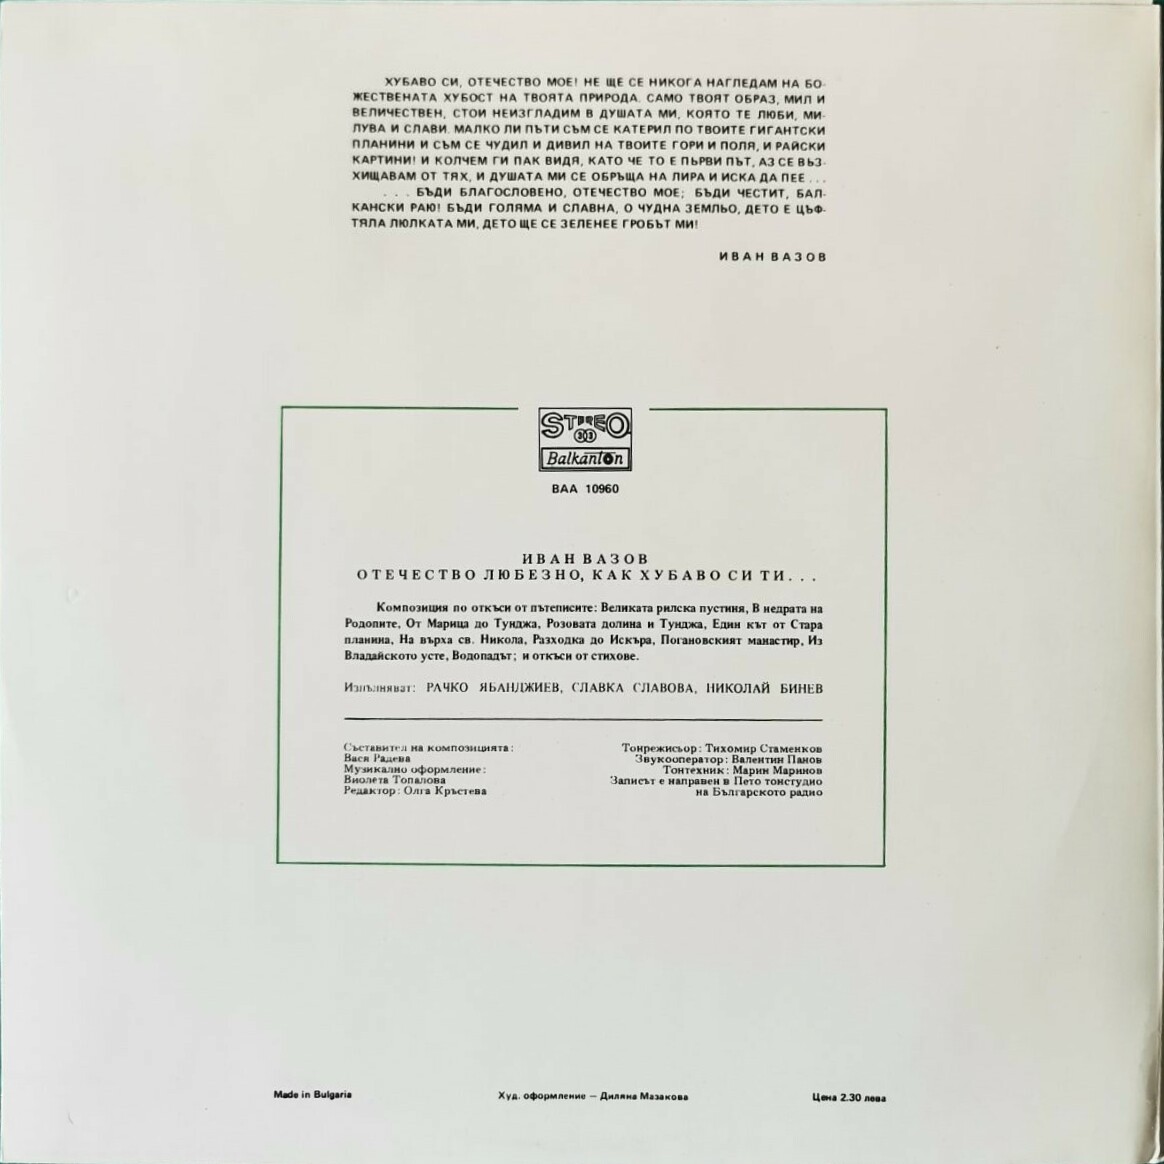 ХУБАВО СИ, ОТЕЧЕСТВО МОЕ! НЕ ЩЕ СЕ НИКОГА НАГЛЕДАМ НА БО-
ЖЕСТВЕНАТА ХУБОСТ НА ТВОЯТА ПРИРОДА. САМО ТВОЯТ ОБРАЗ, МИЛ И
ВЕЛИЧЕСТВЕН, СТОИ НЕИЗГЛАДИМ В ДУШАТА МИ, КОЯТО ТЕ ЛЮБИ, МИ-
ЛУВА И СЛАВИ. МАЛКО ЛИ ПЪТИ СЪМ СЕ КАТЕРИЛ ПО ТВОИТЕ ГИГАНТСКИ
ПЛАНИНИ И СЪМ СЕ ЧУДИЛ И ДИВИЛ НА ТВОИТЕ ГОРИ И ПОЛЯ, И РАЙСКИ
КАРТИНИ! И КОЛЧЕМ ГИ ПАК ВИДЯ, КАТО ЧЕ ТО Е ПЪРВИ ПЪТ, АЗ СЕ ВЪЗ-
ХИЩАВАМ ОТ ТЯХ, И ДУШАТА МИ СЕ ОБРЪЩА НА ЛИРА И ИСКА ДА ПЕЕ ...
... БЪДИ БЛАГОСЛОВЕНО, ОТЕЧЕСТВО МОЕ; БЪДИ ЧЕСТИТ, БАЛ-
КАНСКИ РАЮ! БЪДИ ГОЛЯМА И СЛАВНА, О ЧУДНА ЗЕМЛЬО, ДЕТО Е ЦЪФ-
ТЯЛА ЛЮЛКАТА МИ, ДЕТО ЩЕ СЕ ЗЕЛЕНЕЕ ГРОБЪТ МИ!
ИВАН ВАЗОВ
STEREO
33
Balkanton
ВАА 10960
ИВАН ВАЗОВ
ОТЕЧЕСТВО ЛЮБЕЗНО, КАК ХУБАВО СИ ТИ...
Композиция по откъси от пътеписите: Великата рилска пустиня, В недрата на
Родопите, От Марица до Тунджа, Розовата долина и Тунджа, Един кът от Стара
планина, На върха св. Никола, Разходка до Искъра, Погановският манастир, Из
Владайското усте, Водопадът; и откъси от стихове.
Изпълняват: РАЧКО ЯБАНДЖИЕВ, СЛАВКА СЛАВОВА, НИКОЛАЙ БИНЕВ
Съставител на композицията:
Вася Радева
Музикално оформление:
Виолета Топалова
Редактор: Олга Кръстева
Тонрежисьор: Тихомир Стаменков
Звукооператор: Валентин Панов
Тонтехник: Марин Маринов
Записът е направен в Пето тонстудио
на Българското радио
Made in Bulgaria
Худ. оформление — Диляна Мазакова
Цена 2.30 лева